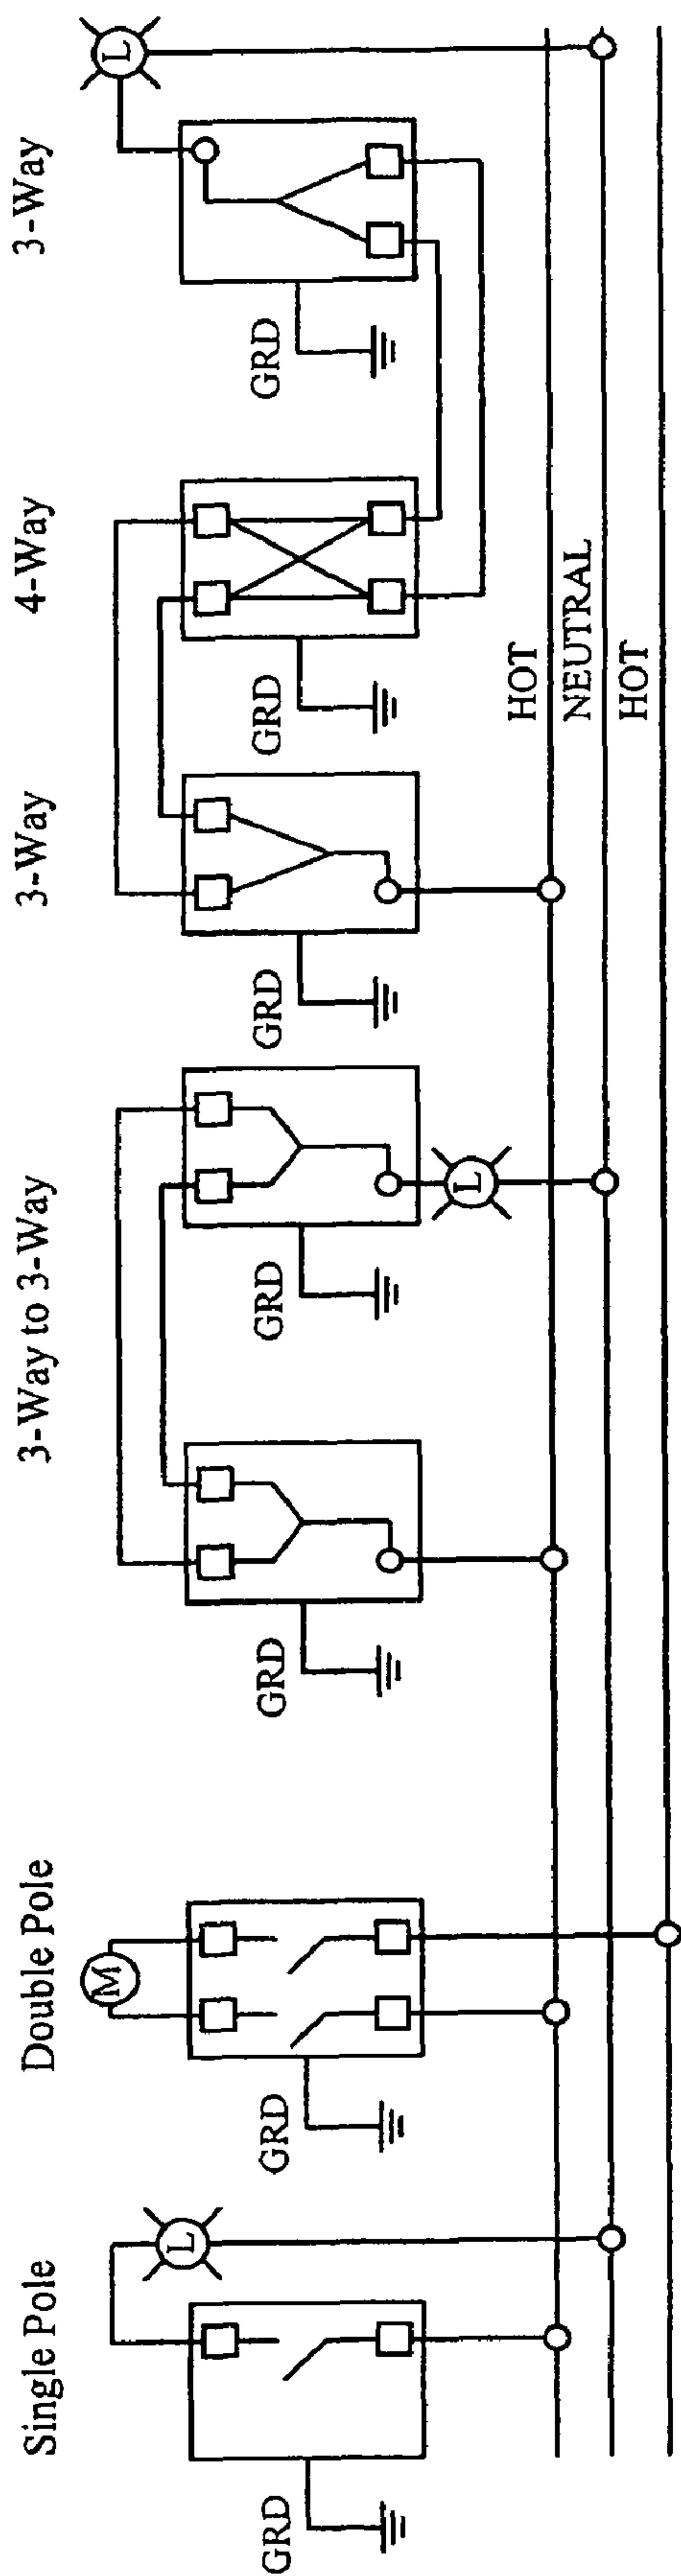 Single Pole
Double Pole
3-Way to 3-Way
3-Way
4-Way
3-Way
L
M
L
L
GRD
GRD
GRD
GRD
GRD
GRD
GRD
HOT
NEUTRAL
HOT